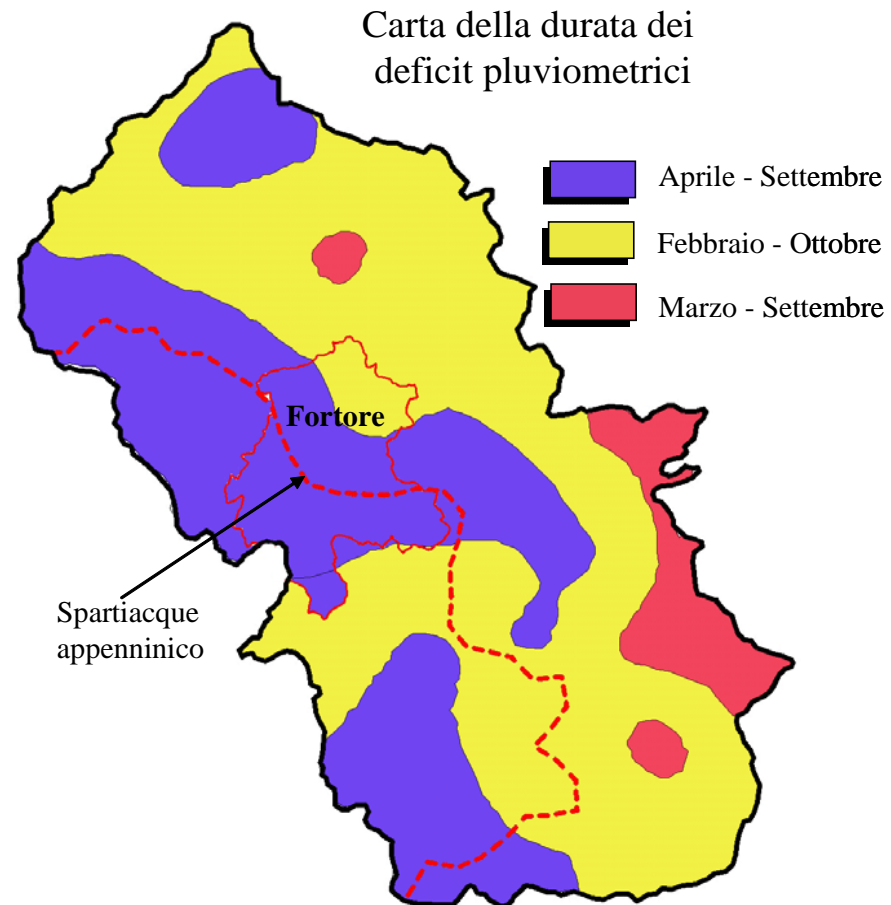 Carta della durata dei
deficit pluviometrici
Aprile - Settembre
Febbraio - Ottobre
Marzo - Settembre
Fortore
Spartiacque
appenninico